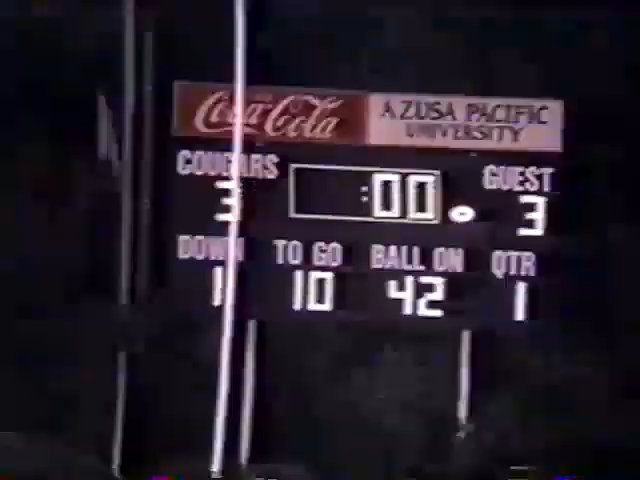 Coca-Cola
AZUSA PACIFIC
UNIVERSITY
COUGARS
GUEST
3
:00
3
DOWN
TO GO
BALL ON
QTR
1
10
42
1